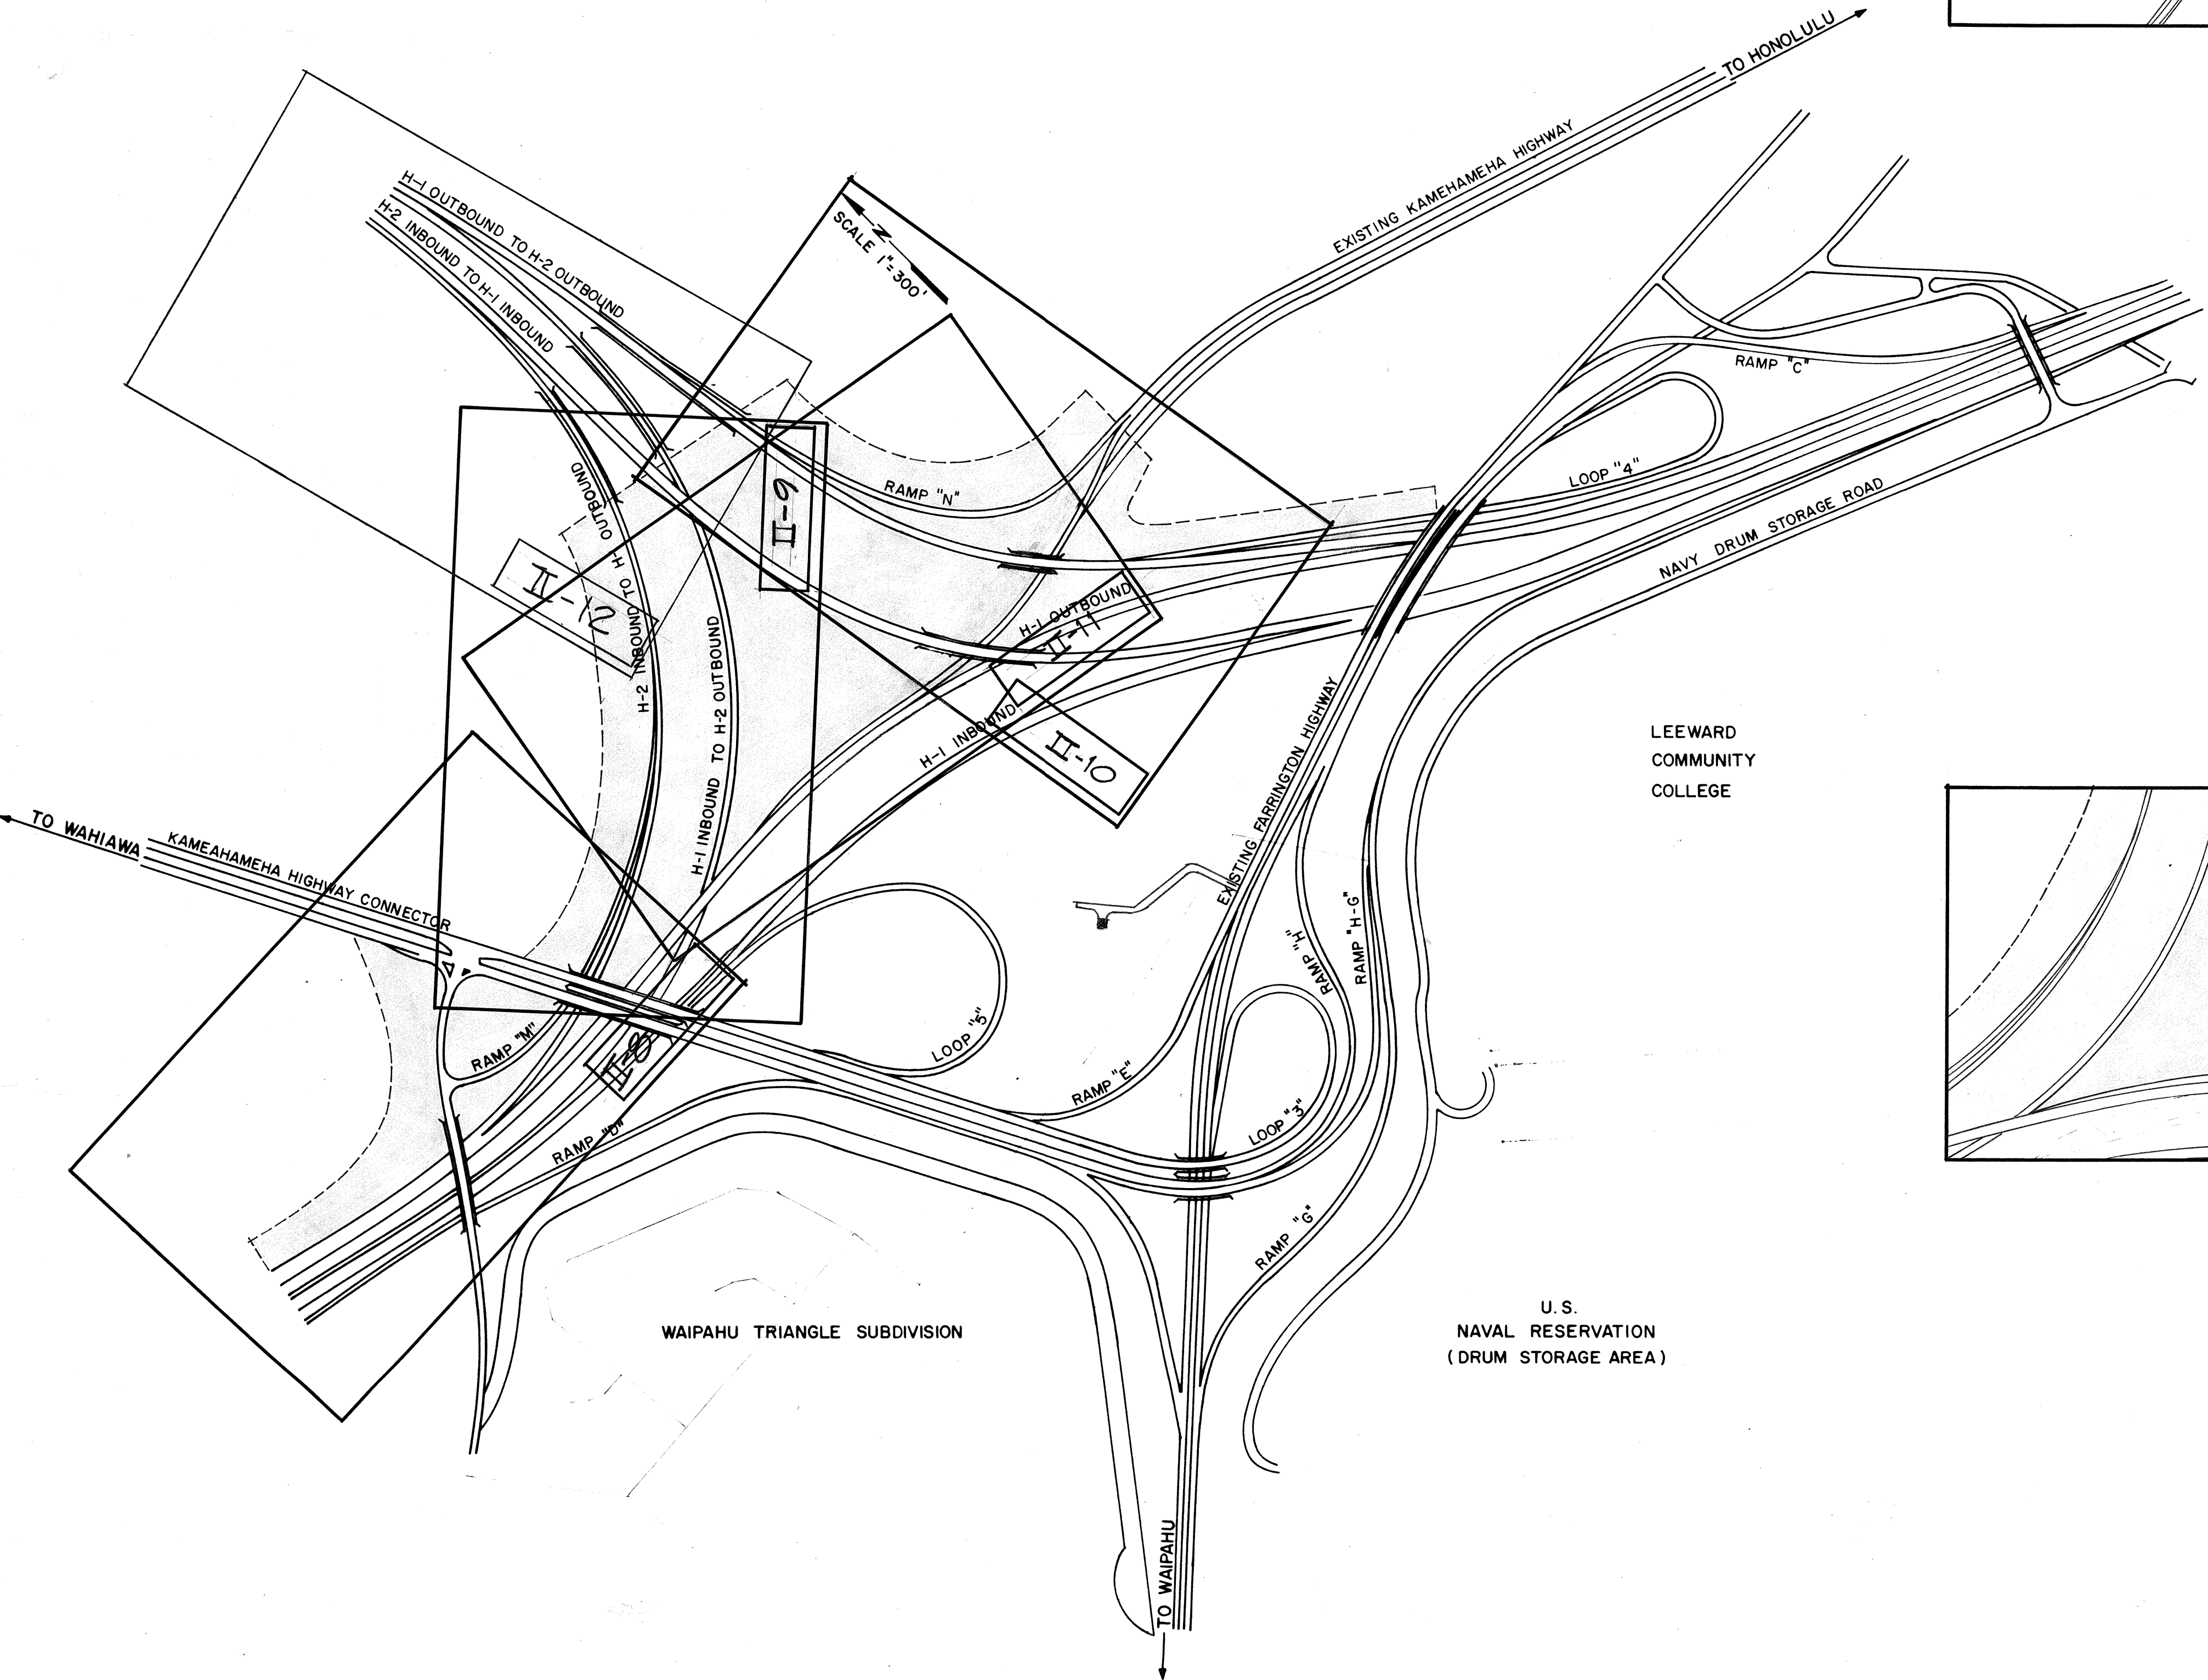 TO HONOLULU
EXISTING KAMEHAMEHA HIGHWAY
H-1 OUTBOUND TO H-2 OUTBOUND
H-2 INBOUND TO H-1 INBOUND
N
SCALE 1"=300'
RAMP "C"
LOOP "4"
NAVY DRUM STORAGE ROAD
RAMP "N"
II-9
H-2 INBOUND TO H-1 OUTBOUND
H-1 INBOUND TO H-2 OUTBOUND
H-1 OUTBOUND
II-11
H-1 INBOUND
II-10
EXISTING FARRINGTON HIGHWAY
LEEWARD
COMMUNITY
COLLEGE
TO WAHIAWA
KAMEAHAMEHA HIGHWAY CONNECTOR
RAMP "H"
RAMP "H-G"
RAMP "M"
II-8
LOOP "5"
RAMP "E"
LOOP "3"
RAMP "D"
RAMP "G"
WAIPAHU TRIANGLE SUBDIVISION
U.S.
NAVAL RESERVATION
(DRUM STORAGE AREA)
TO WAIPAHU